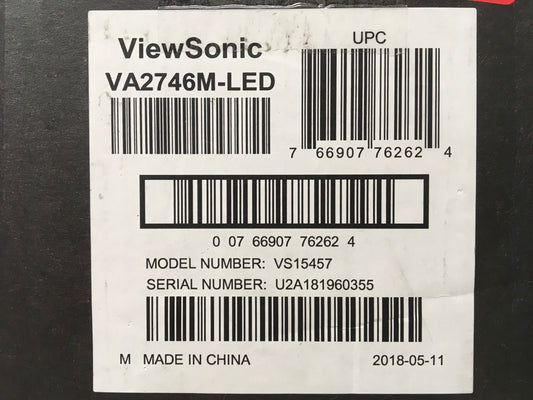 ViewSonic
VA2746M-LED
UPC
7 66907 76262 4
0 07 66907 76262 4
MODEL NUMBER: VS15457
SERIAL NUMBER: U2A181960355
M MADE IN CHINA 2018-05-11